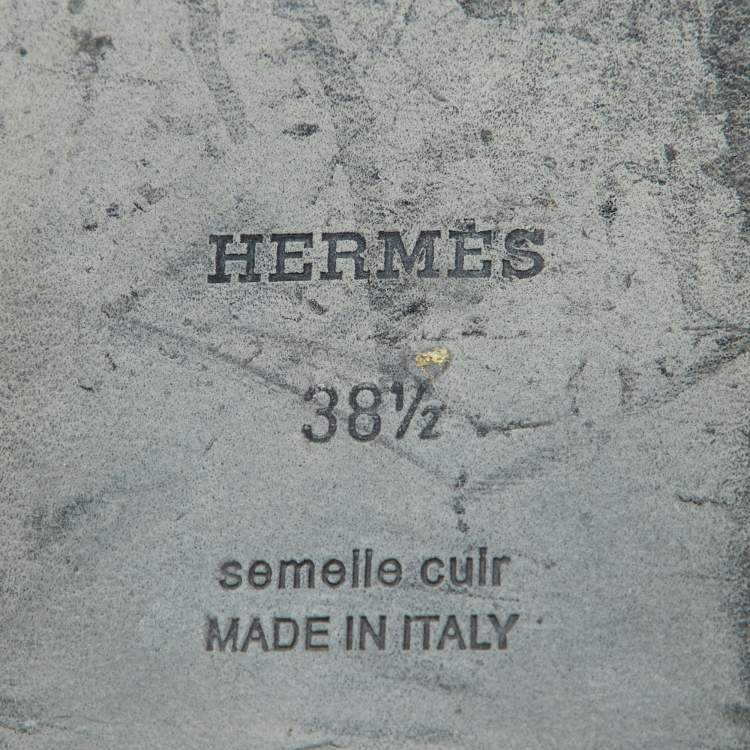 HERMÈS
38½
semelle cuir
MADE IN ITALY